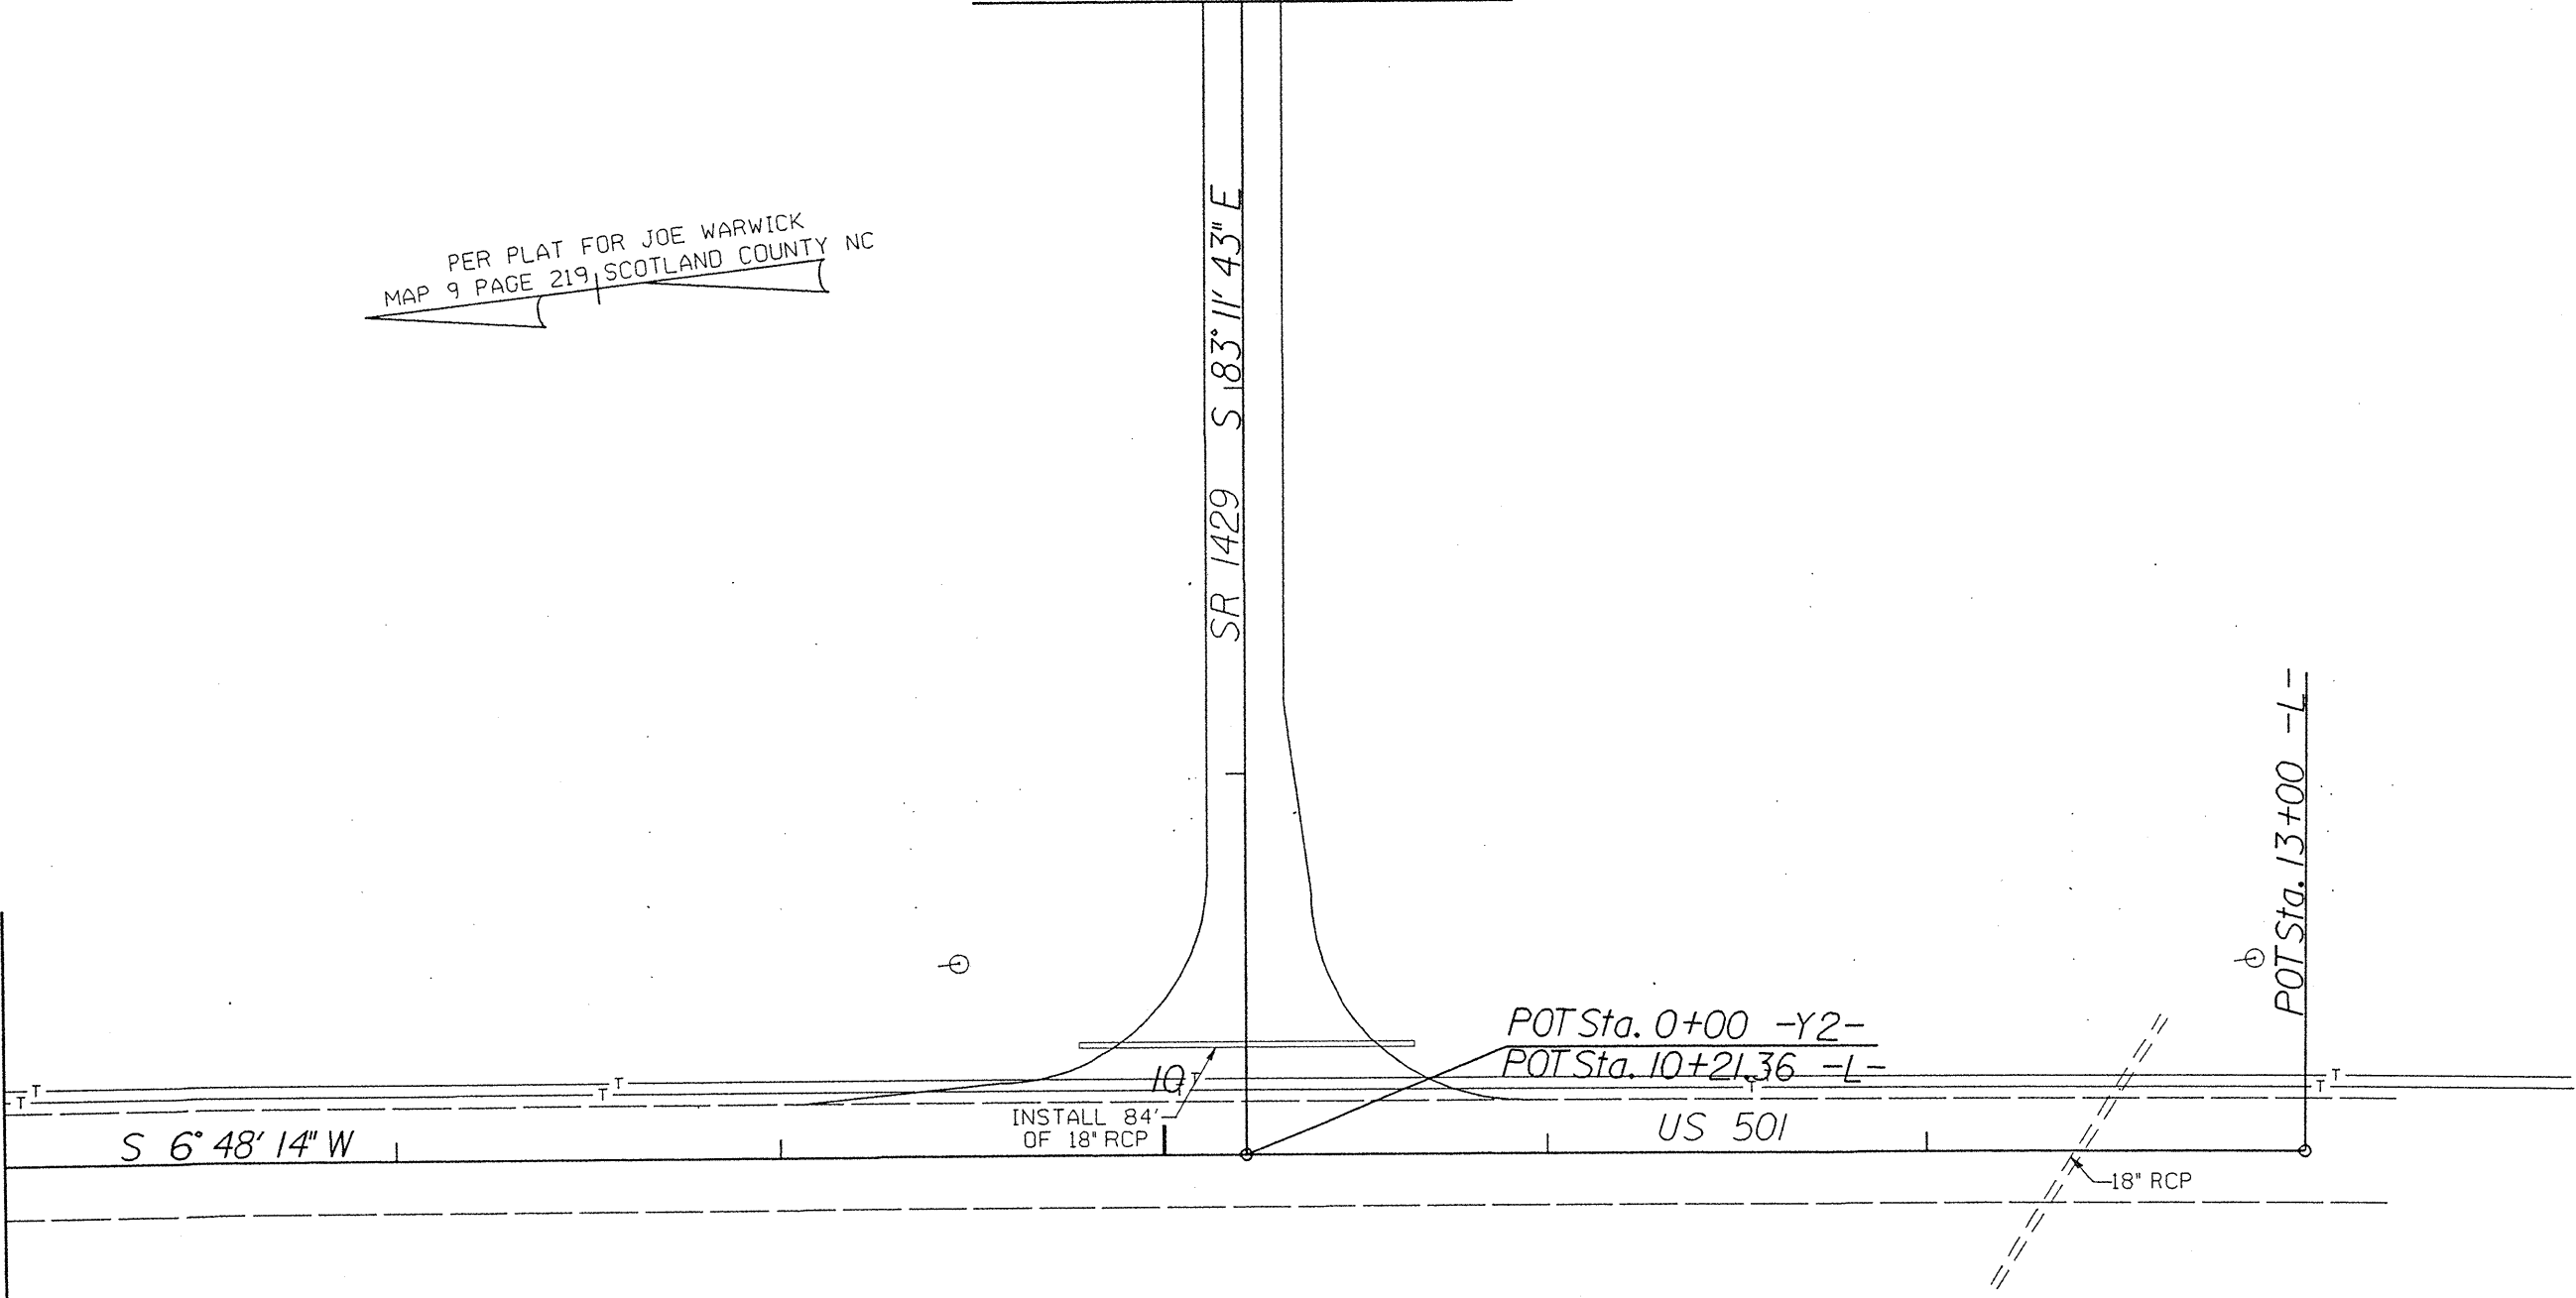 PER PLAT FOR JOE WARWICK
MAP 9 PAGE 219 SCOTLAND COUNTY NC
SR 1429 S 83° 11' 43" E
POT Sta. 13+00 -L-
POT Sta. 0+00 -Y2-
POT Sta. 10+21.36 -L-
10
T T T T
T T T T
T
INSTALL 84'
OF 18" RCP
US 501
S 6° 48' 14" W
18" RCP